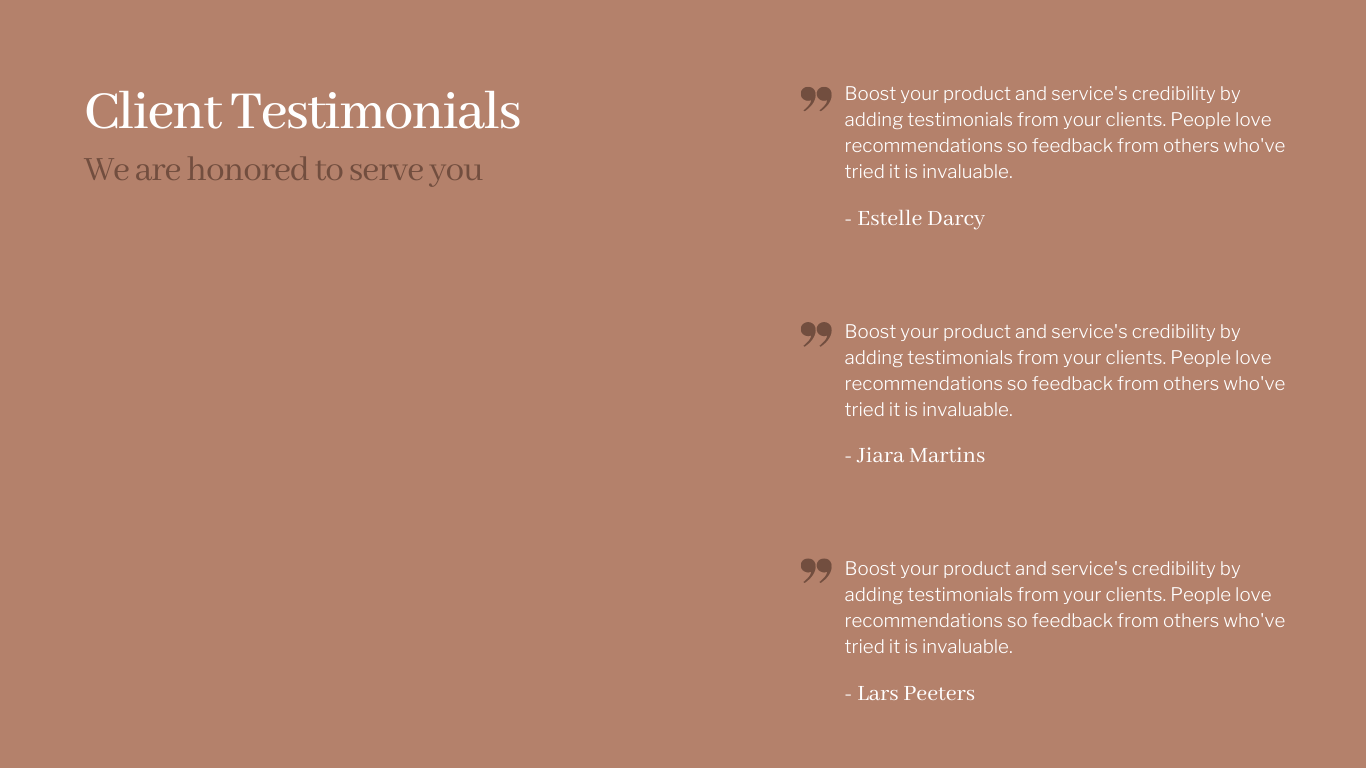 Client Testimonials
We are honored to serve you
” Boost your product and service's credibility by
adding testimonials from your clients. People love
recommendations so feedback from others who've
tried it is invaluable.
- Estelle Darcy
” Boost your product and service's credibility by
adding testimonials from your clients. People love
recommendations so feedback from others who've
tried it is invaluable.
- Jiara Martins
” Boost your product and service's credibility by
adding testimonials from your clients. People love
recommendations so feedback from others who've
tried it is invaluable.
- Lars Peeters